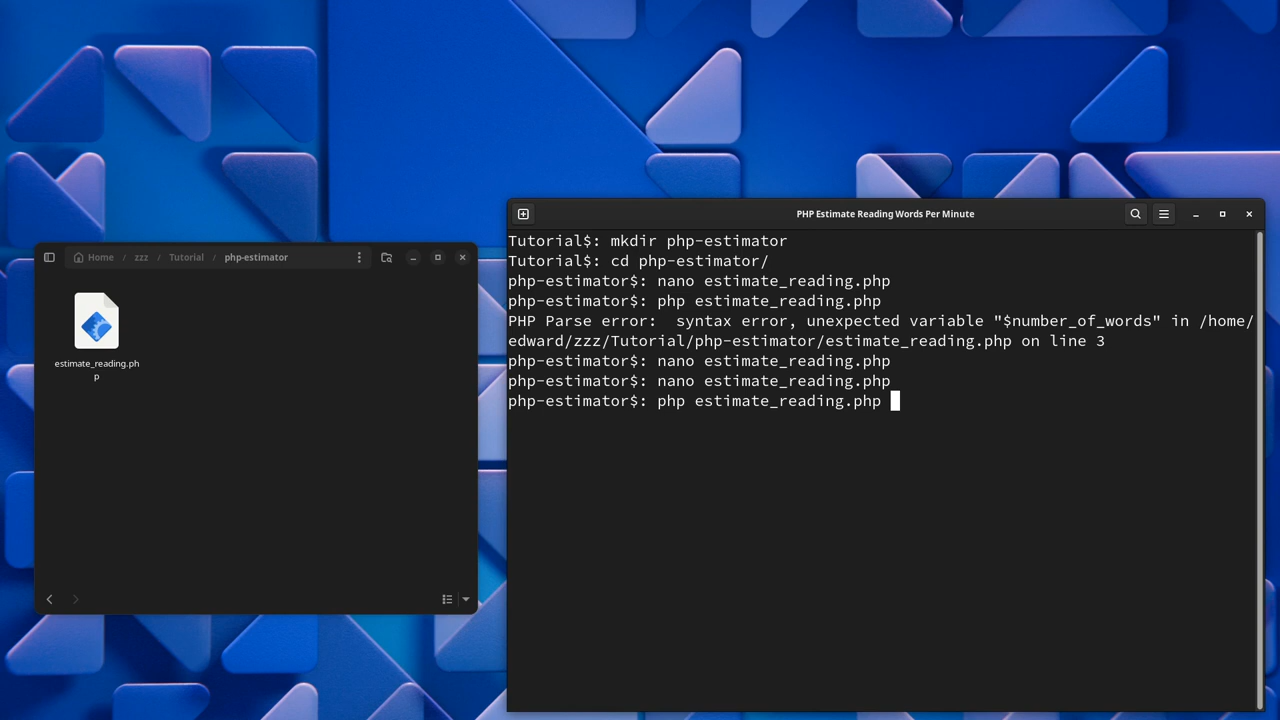 Home / zzz / Tutorial / php-estimator
estimate_reading.ph
p
PHP Estimate Reading Words Per Minute
Tutorial$: mkdir php-estimator
Tutorial$: cd php-estimator/
php-estimator$: nano estimate_reading.php
php-estimator$: php estimate_reading.php
PHP Parse error:  syntax error, unexpected variable "$number_of_words" in /home/
edward/zzz/Tutorial/php-estimator/estimate_reading.php on line 3
php-estimator$: nano estimate_reading.php
php-estimator$: nano estimate_reading.php
php-estimator$: php estimate_reading.php